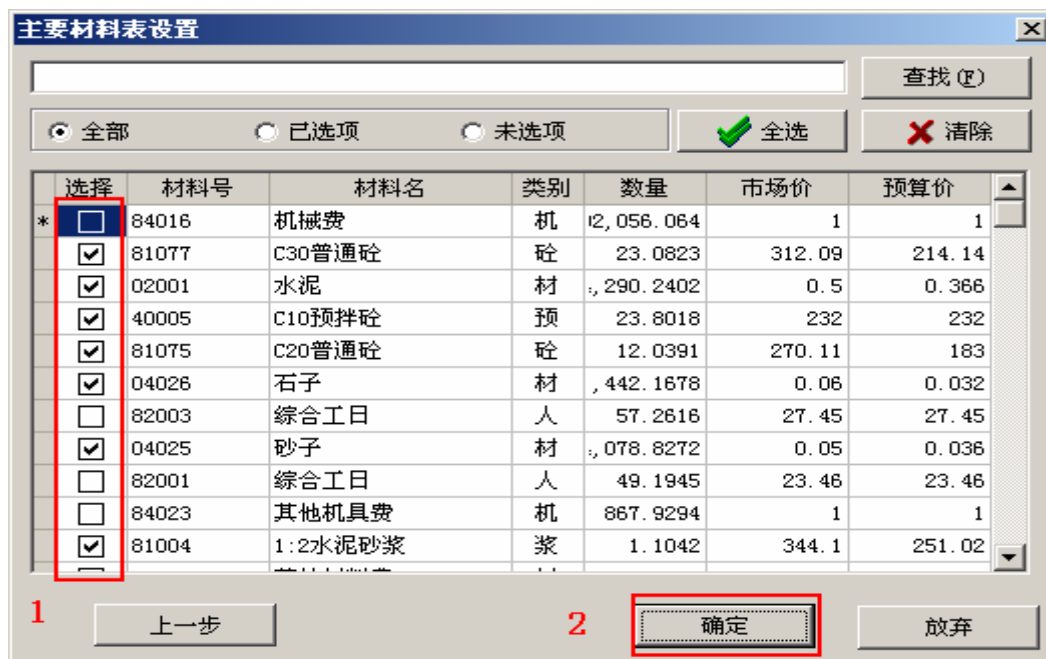 主要材料表设置
查找(F)
全部 已选项 未选项 全选 清除
选择 材料号 材料名 类别 数量 市场价 预算价
* 84016 机械费 机 2,056.064 1 1
81077 C30普通砼 砼 23.0823 312.09 214.14
02001 水泥 材 ,290.2402 0.5 0.366
40005 C10预拌砼 预 23.8018 232 232
81075 C20普通砼 砼 12.0391 270.11 183
04026 石子 材 ,442.1678 0.06 0.032
82003 综合工日 人 57.2616 27.45 27.45
04025 砂子 材 ,078.8272 0.05 0.036
82001 综合工日 人 49.1945 23.46 23.46
84023 其他机具费 机 867.9294 1 1
81004 1:2水泥砂浆 浆 1.1042 344.1 251.02
1 上一步 2 确定 放弃